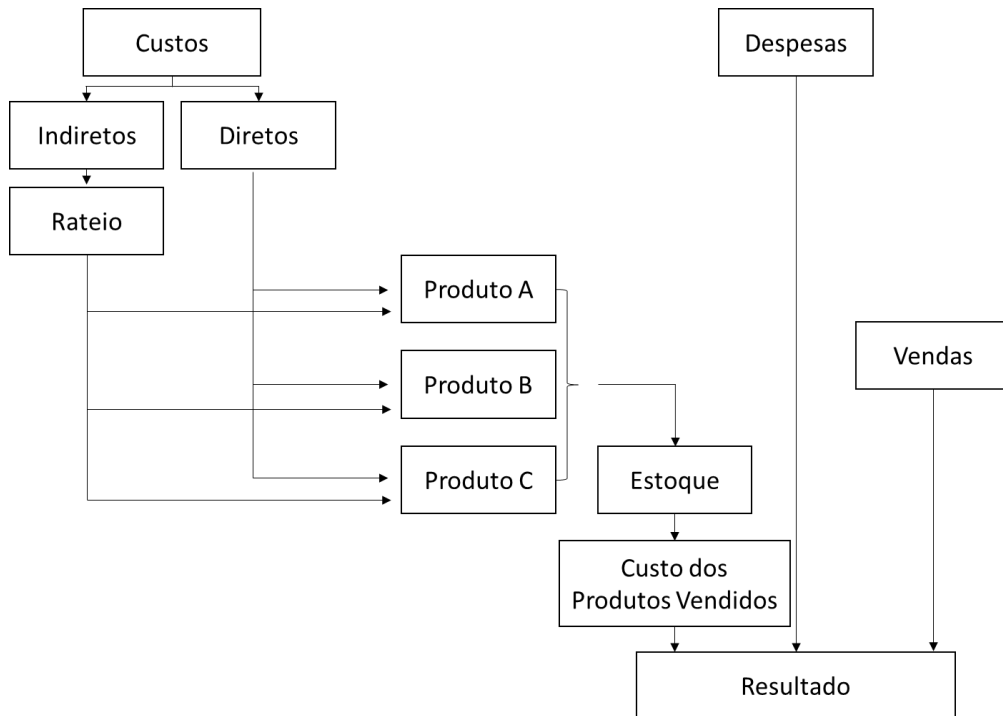 Custos
Despesas
Indiretos
Diretos
Rateio
Produto A
Vendas
Produto B
Produto C
Estoque
Custo dos
Produtos Vendidos
Resultado